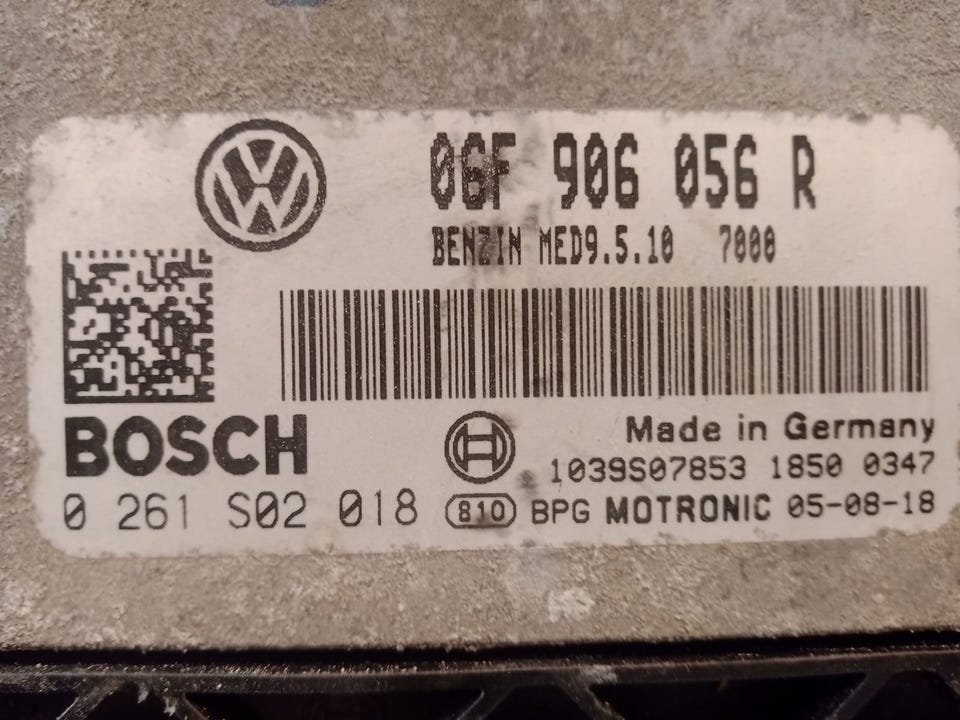 06F 906 056 R
BENZIN MED9.5.10 7000
BOSCH
Made in Germany
1039S07853 1850 0347
0 261 S02 018 810 BPG MOTRONIC 05-08-18